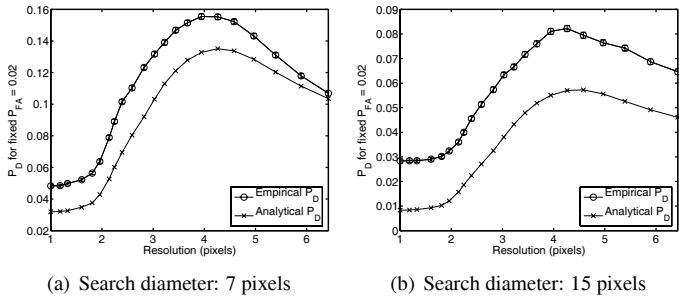 0.16
0.14
0.12
0.1
0.08
0.06
0.04
0.02
P_D for fixed P_FA = 0.02
1 2 3 4 5 6
Resolution (pixels)
Empirical P_D
Analytical P_D
(a) Search diameter: 7 pixels
0.09
0.08
0.07
0.06
0.05
0.04
0.03
0.02
0.01
0
P_D for fixed P_FA = 0.02
1 2 3 4 5 6
Resolution (pixels)
Empirical P_D
Analytical P_D
(b) Search diameter: 15 pixels